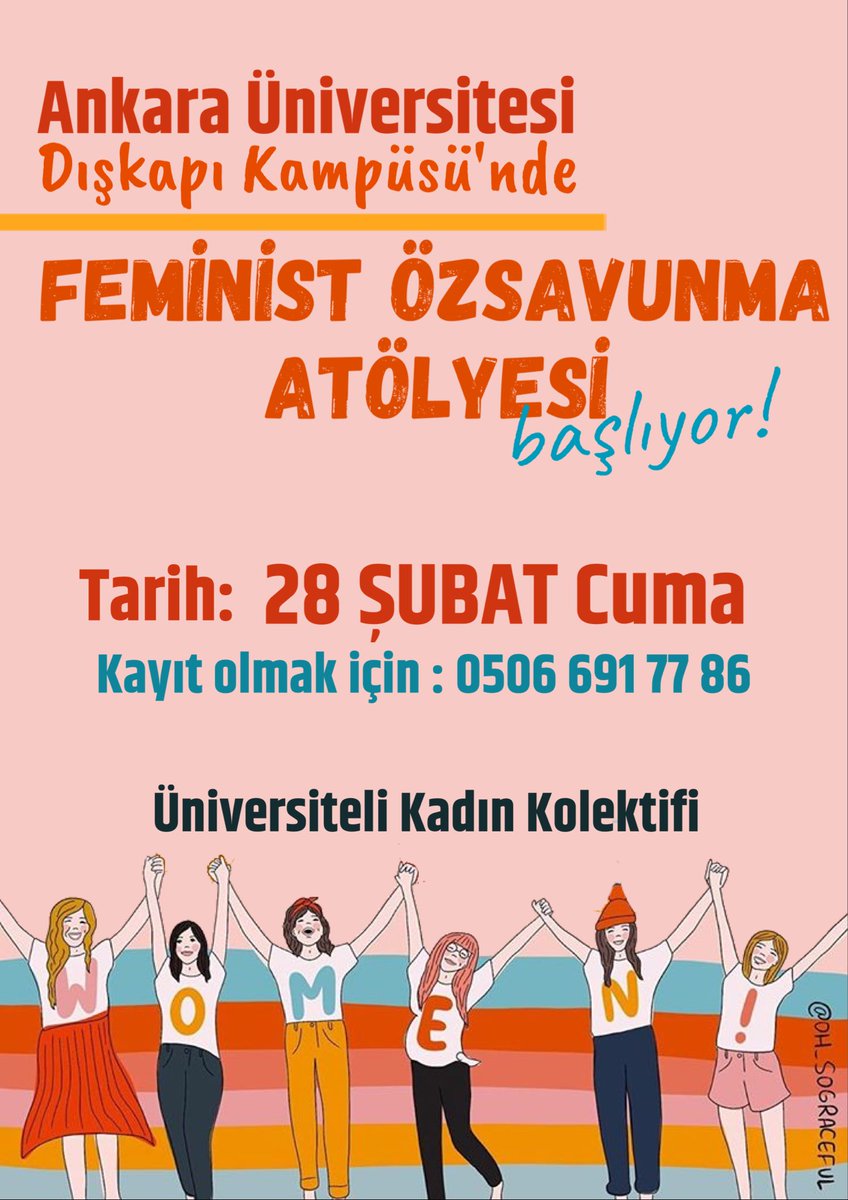 Ankara Üniversitesi
Dışkapı Kampüsü'nde
FEMİNİST ÖZSAVUNMA
ATÖLYESİ
başlıyor!
Tarih: 28 ŞUBAT Cuma
Kayıt olmak için : 0506 691 77 86
Üniversiteli Kadın Kolektifi
W O M E N !
@OH_SOGRACEFUL